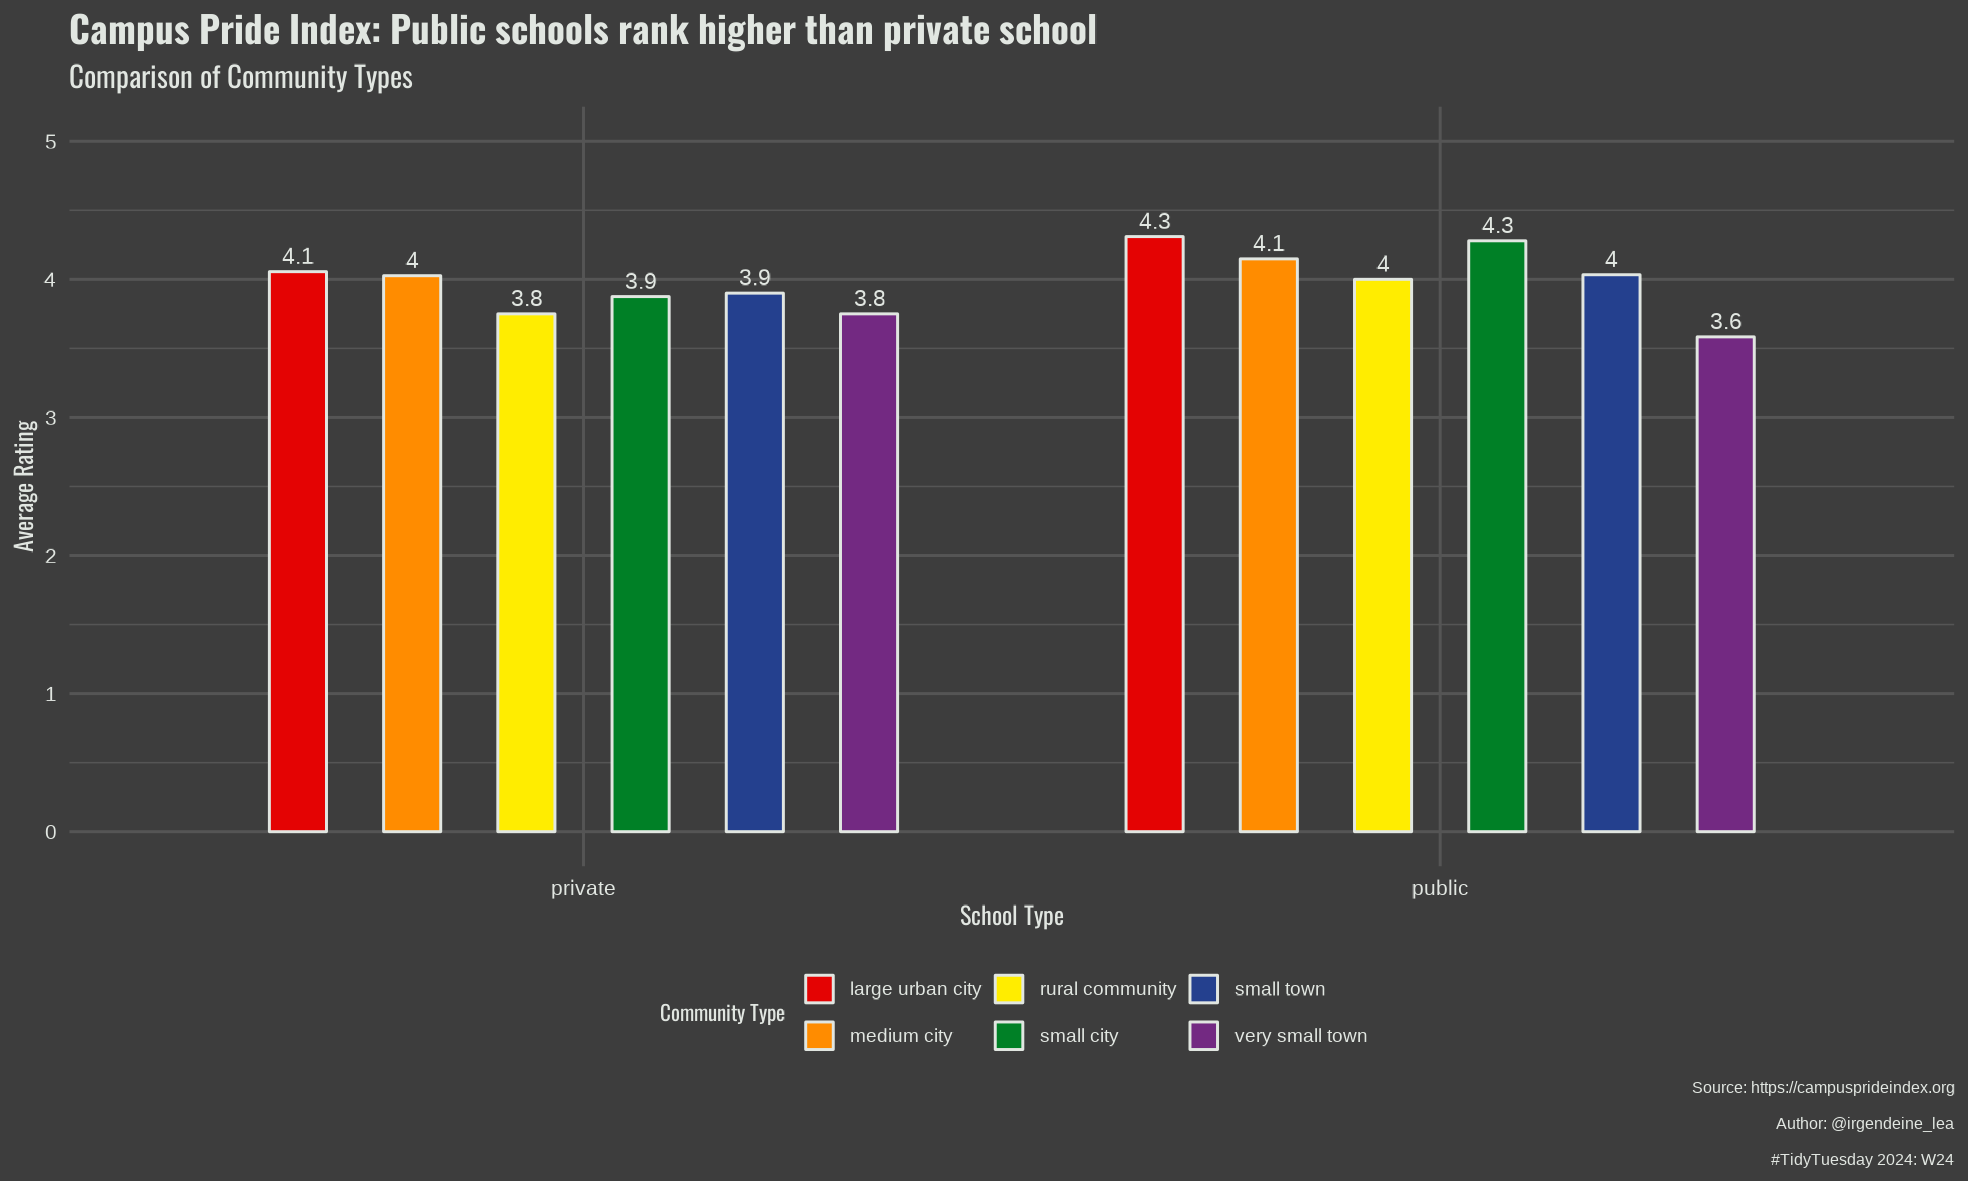 Campus Pride Index: Public schools rank higher than private school
Comparison of Community Types
5
4
3
2
1
0
Average Rating
4.1
4
3.8
3.9
3.9
3.8
4.3
4.1
4
4.3
4
3.6
private
public
School Type
Community Type
large urban city
rural community
small town
medium city
small city
very small town
Source: https://campusprideindex.org
Author: @irgendeine_lea
#TidyTuesday 2024: W24